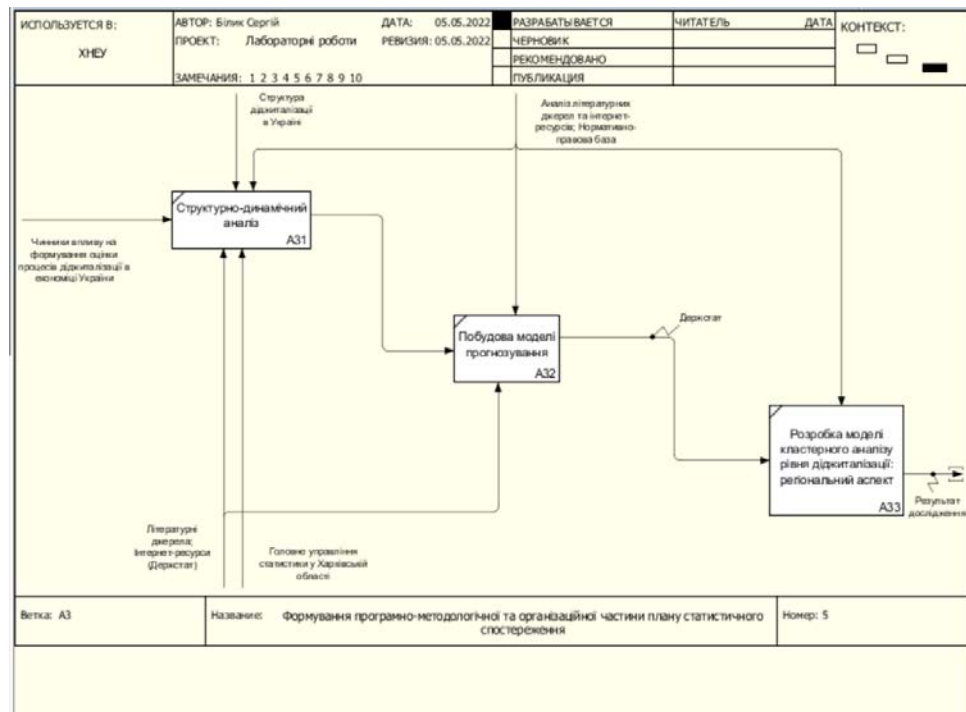 ИСПОЛЬЗУЕТСЯ В:
ХНЕУ
АВТОР: Білик Сергій
ДАТА: 05.05.2022
ПРОЕКТ: Лабораторні роботи
РЕВИЗИЯ: 05.05.2022
ЗАМЕЧАНИЯ: 1 2 3 4 5 6 7 8 9 10
РАЗРАБАТЫВАЕТСЯ
ЧЕРНОВИК
РЕКОМЕНДОВАНО
ПУБЛИКАЦИЯ
ЧИТАТЕЛЬ
ДАТА
КОНТЕКСТ:
Структура
діджиталізації
в Україні
Аналіз літературних
джерел та інтернет-
ресурсів; Нормативно-
правова база
Структурно-динамічний
аналіз
А31
Чинники впливу на
формування оцінки
процесів діджиталізації в
економіці України
Побудова моделі
прогнозування
А32
Держстат
Розробка моделі
кластерного аналізу
рівня діджиталізації:
регіональний аспект
А33
Результат
дослідження
Літературні
джерела;
Інтернет-ресурси
(Держстат)
Головне управління
статистики у Харківській
області
Ветка: А3
Название: Формування програмно-методологічної та організаційної частини плану статистичного
спостереження
Номер: 5